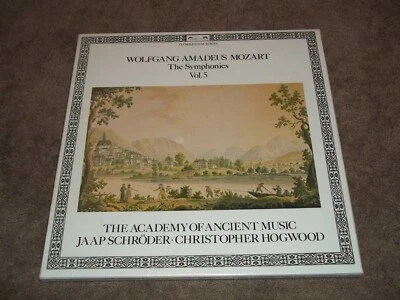 WOLFGANG AMADEUS MOZART
The Symphonies
Vol. 5
THE ACADEMY OF ANCIENT MUSIC
JAAP SCHRÖDER · CHRISTOPHER HOGWOOD